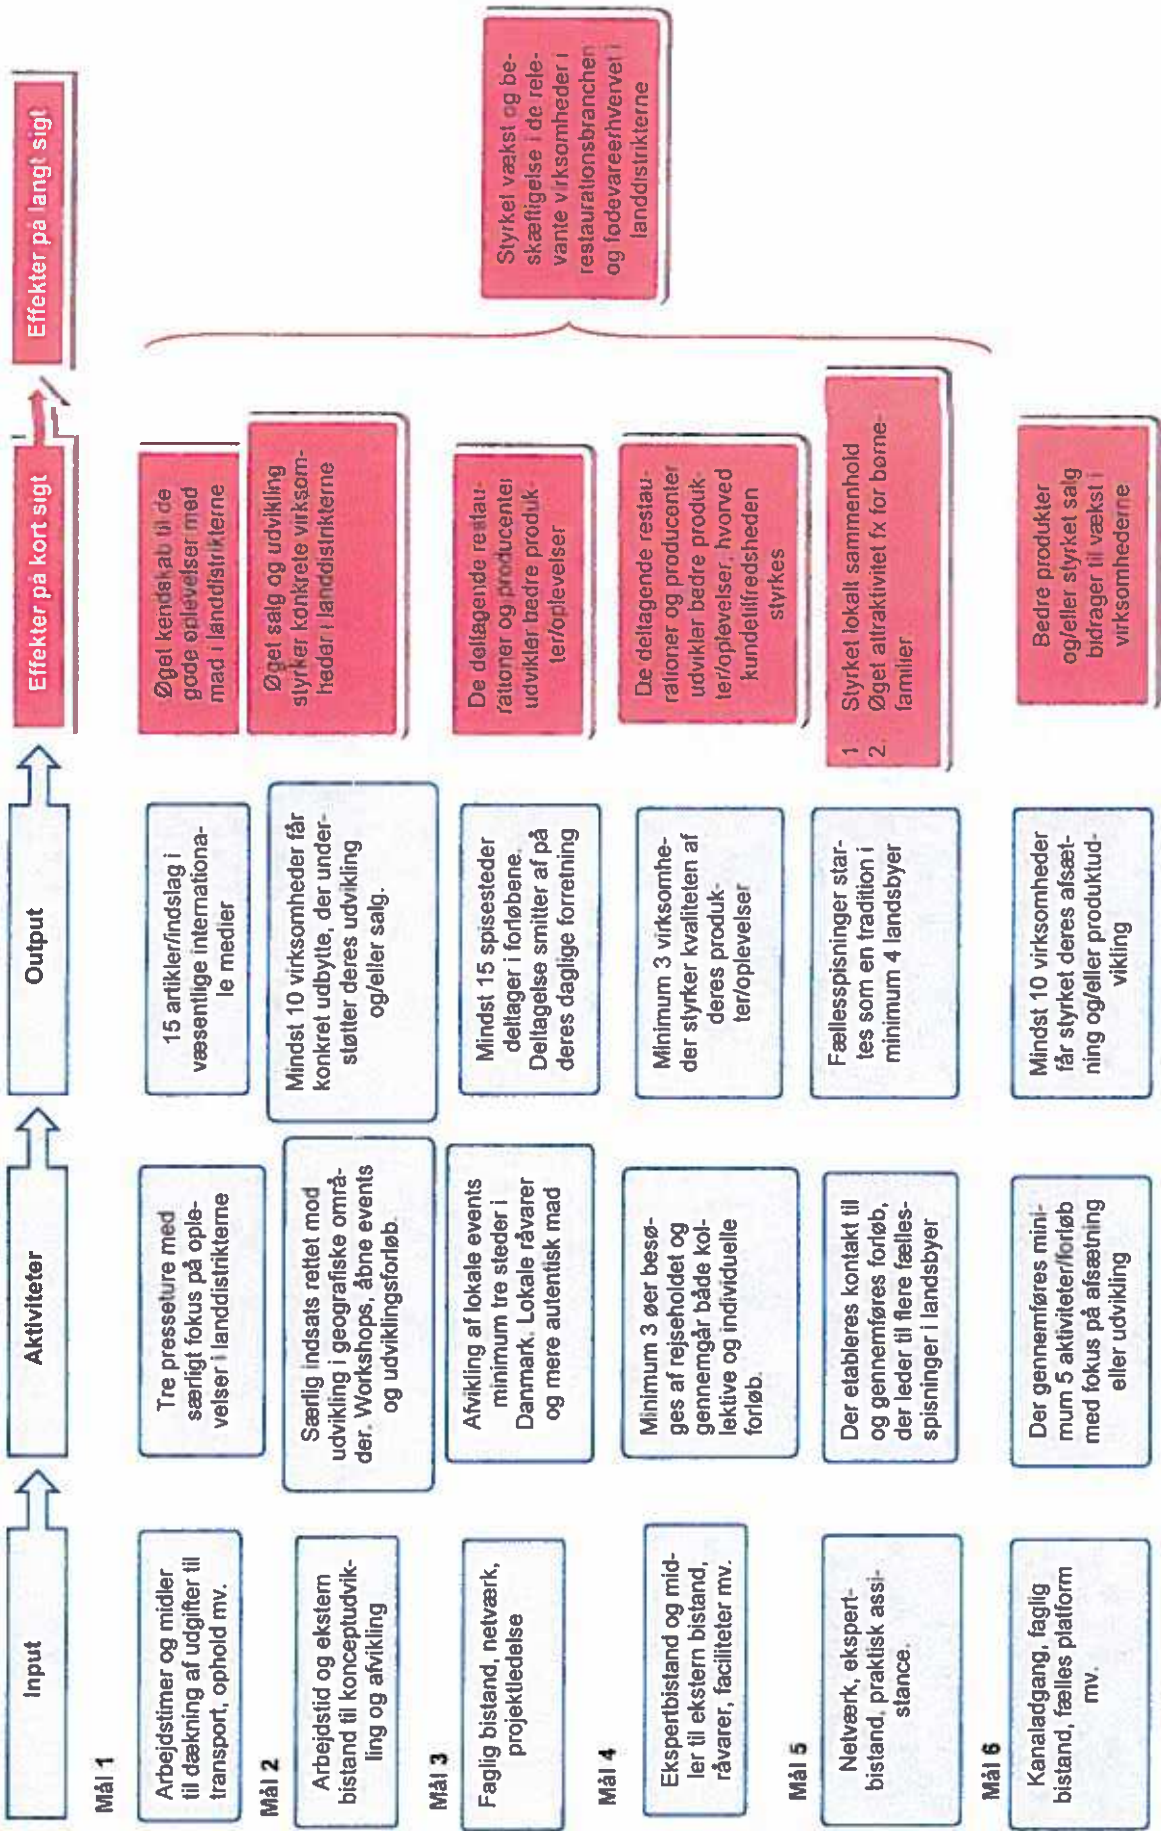 Input
Aktiviteter
Output
Effekter på kort sigt
Effekter på langt sigt
Mål 1
Arbejdstimer og midler
til dækning af udgifter til
transport, ophold mv.
Tre presseture med
særligt fokus på ople-
velser i landdistrikterne
15 artikler/indslag i
væsentlige internationa-
le medier
Øget kendskab til de
gode oplevelser med
mad i landdistrikterne
Mål 2
Arbejdstid og ekstern
bistand til konceptudvik-
ling og afvikling
Særlig indsats rettet mod
udvikling i geografiske områ-
der. Workshops, åbne events
og udviklingsforløb.
Mindst 10 virksomheder får
konkret udbytte, der under-
støtter deres udvikling
og/eller salg.
Øget salg og udvikling
styrker konkrete virksom-
heder i landdistrikterne
Mål 3
Faglig bistand, netværk,
projektledelse
Afvikling af lokale events
minimum tre steder i
Danmark. Lokale råvarer
og mere autentisk mad
Mindst 15 spisesteder
deltager i forløbene.
Deltagelse smitter af på
deres daglige forretning
De deltagende restau-
rationer og producenter
udvikler bedre produk-
ter/oplevelser
Mål 4
Ekspertbistand og mid-
ler til ekstern bistand,
råvarer, faciliteter mv.
Minimum 3 øer besø-
ges af rejseholdet og
gennemgår både kol-
lektive og individuelle
forløb.
Minimum 3 virksomhe-
der styrker kvaliteten af
deres produk-
ter/oplevelser
De deltagende restau-
rationer og producenter
udvikler bedre produk-
ter/oplevelser, hvorved
kundetilfredsheden
styrkes
Mål 5
Netværk, ekspert-
bistand, praktisk assi-
stance.
Der etableres kontakt til
og gennemføres forløb,
der leder til flere fælles-
spisninger i landsbyer
Fællesspisninger star-
tes som en tradition i
minimum 4 landsbyer
1 Styrket lokalt sammenhold
2. Øget attraktivitet fx for børne-
familier
Mål 6
Kanaladgang, faglig
bistand, fælles platform
mv.
Der gennemføres mini-
mum 5 aktiviteter/forløb
med fokus på afsætning
eller udvikling
Mindst 10 virksomheder
får styrket deres afsæt-
ning og/eller produktud-
vikling
Bedre produkter
og/eller styrket salg
bidrager til vækst i
virksomhederne
Styrket vækst og be-
skæftigelse i de rele-
vante virksomheder i
restaurationsbranchen
og fødevareerhvervet i
landdistrikterne